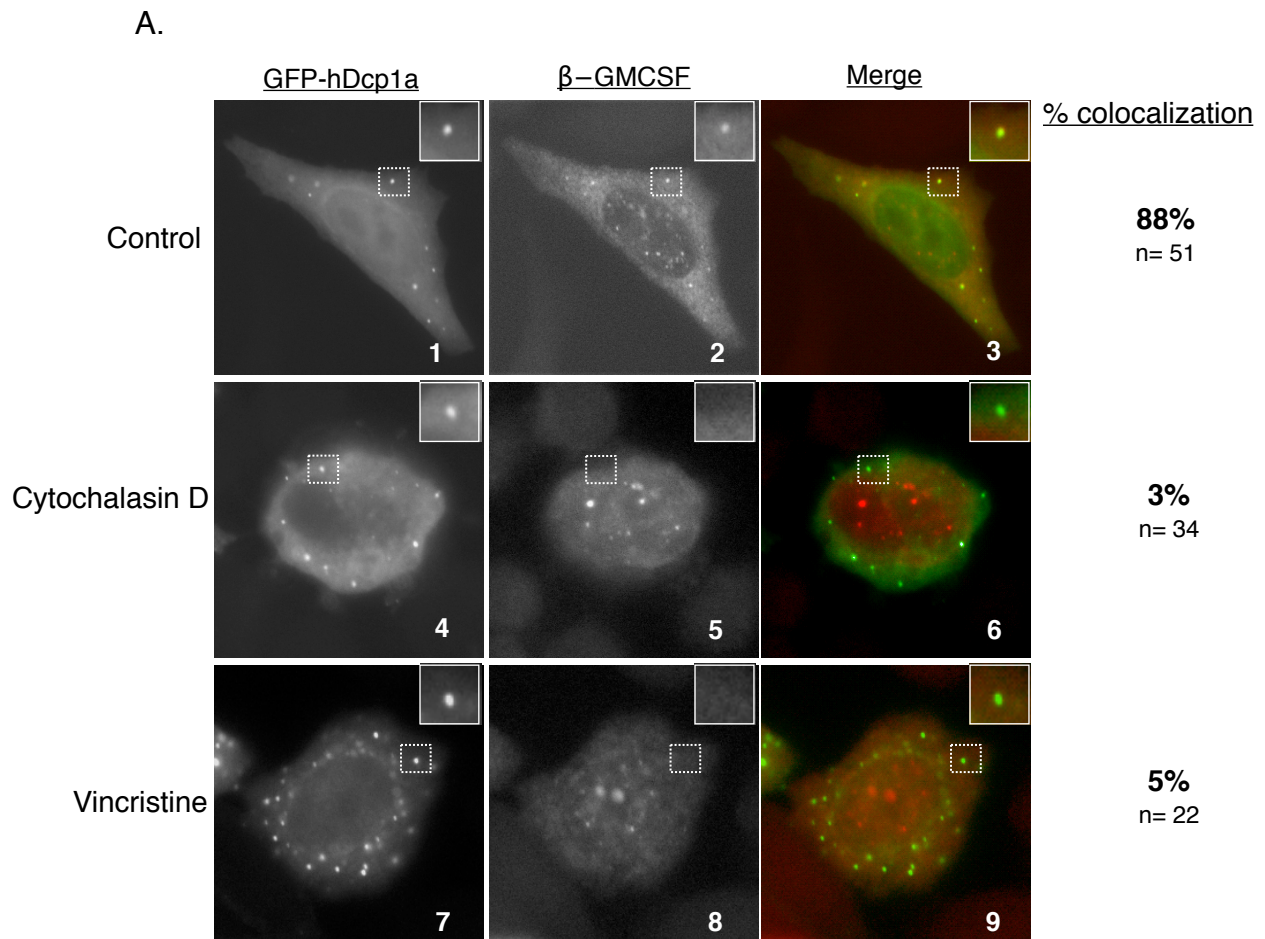 A.
GFP-hDcp1a β–GMCSF Merge % colocalization
1 2 3
Control 88%
n= 51
4 5 6
Cytochalasin D 3%
n= 34
7 8 9
Vincristine 5%
n= 22